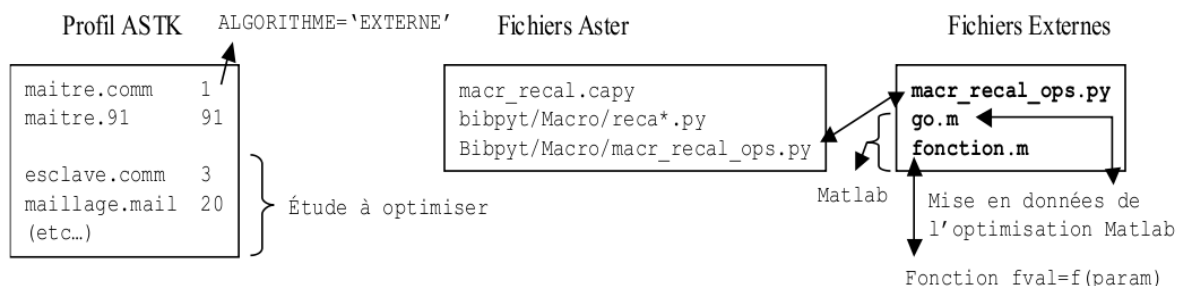 Profil ASTK
ALGORITHME=‘EXTERNE’
maitre.comm 1
maitre.91 91
esclave.comm 3
maillage.mail 20
(etc…)
Étude à optimiser
Fichiers Aster
macr_recal.capy
bibpyt/Macro/reca*.py
Bibpyt/Macro/macr_recal_ops.py
Fichiers Externes
macr_recal_ops.py
go.m
fonction.m
Matlab
Mise en données de
l’optimisation Matlab
Fonction fval=f(param)